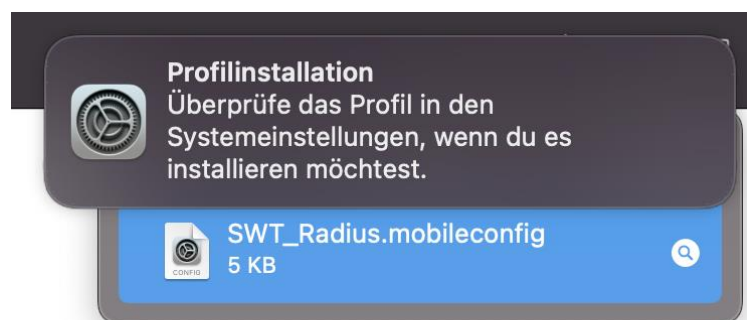 Profilinstallation
Überprüfe das Profil in den
Systemeinstellungen, wenn du es
installieren möchtest.
SWT_Radius.mobileconfig
CONFIG
5 KB